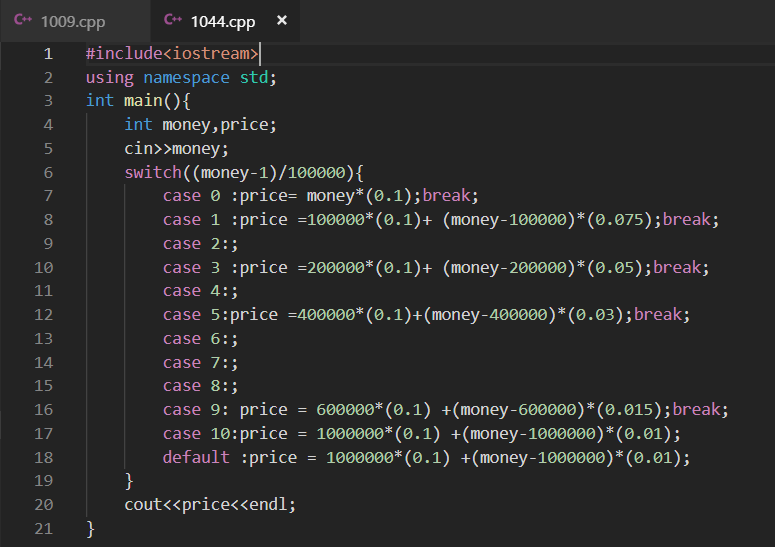 C++ 1009.cpp C++ 1044.cpp ×
1 #include<iostream>
2 using namespace std;
3 int main(){
4     int money,price;
5     cin>>money;
6     switch((money-1)/100000){
7         case 0 :price= money*(0.1);break;
8         case 1 :price =100000*(0.1)+ (money-100000)*(0.075);break;
9         case 2:;
10         case 3 :price =200000*(0.1)+ (money-200000)*(0.05);break;
11         case 4:;
12         case 5:price =400000*(0.1)+(money-400000)*(0.03);break;
13         case 6:;
14         case 7:;
15         case 8:;
16         case 9: price = 600000*(0.1) +(money-600000)*(0.015);break;
17         case 10:price = 1000000*(0.1) +(money-1000000)*(0.01);
18         default :price = 1000000*(0.1) +(money-1000000)*(0.01);
19     }
20     cout<<price<<endl;
21 }